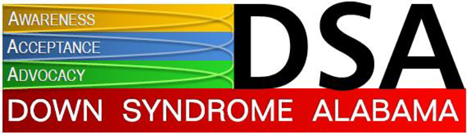 AWARENESS
ACCEPTANCE
ADVOCACY
DSA
DOWN SYNDROME ALABAMA